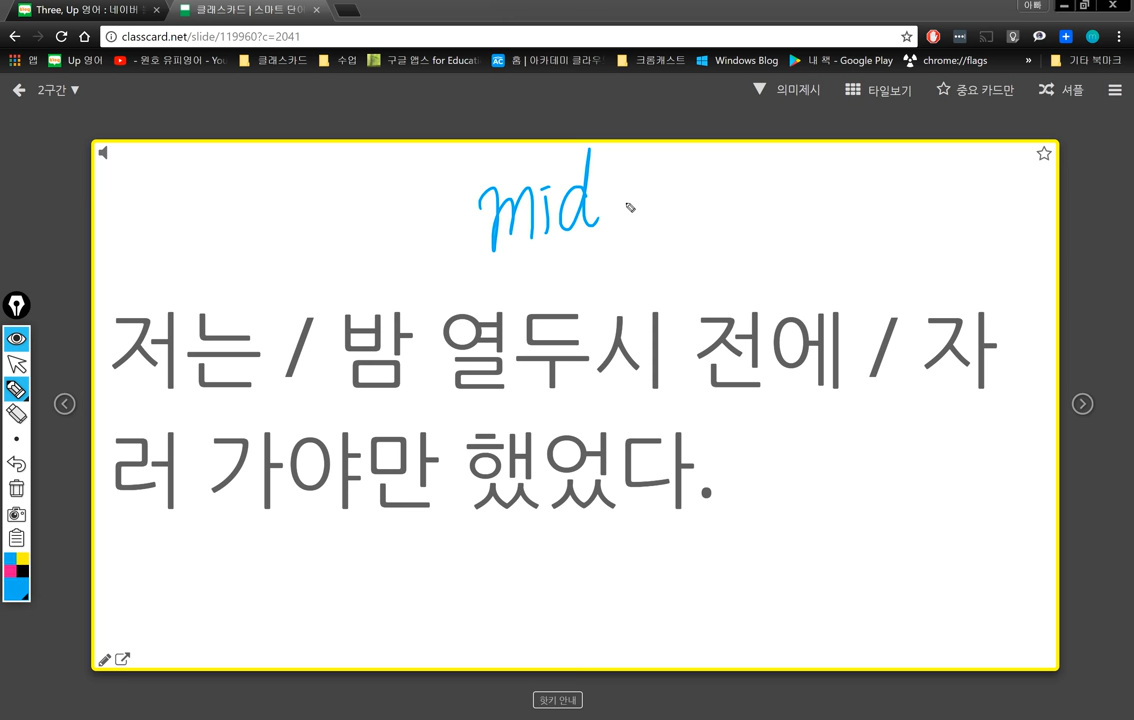 Three, Up 영어 : 네이버
클래스카드 | 스마트 단어
아빠
classcard.net/slide/119960?c=2041
앱
Up 영어
- 원호 유피영어 - You
클래스카드
수업
구글 앱스 for Educati
홈 | 아카데미 클라우드
크롬캐스트
Windows Blog
내 책 - Google Play
chrome://flags
»
기타 북마크
2구간 ▼
의미제시
타일보기
중요 카드만
셔플
mid
저는 / 밤 열두시 전에 / 자
러 가야만 했었다.
핫키 안내